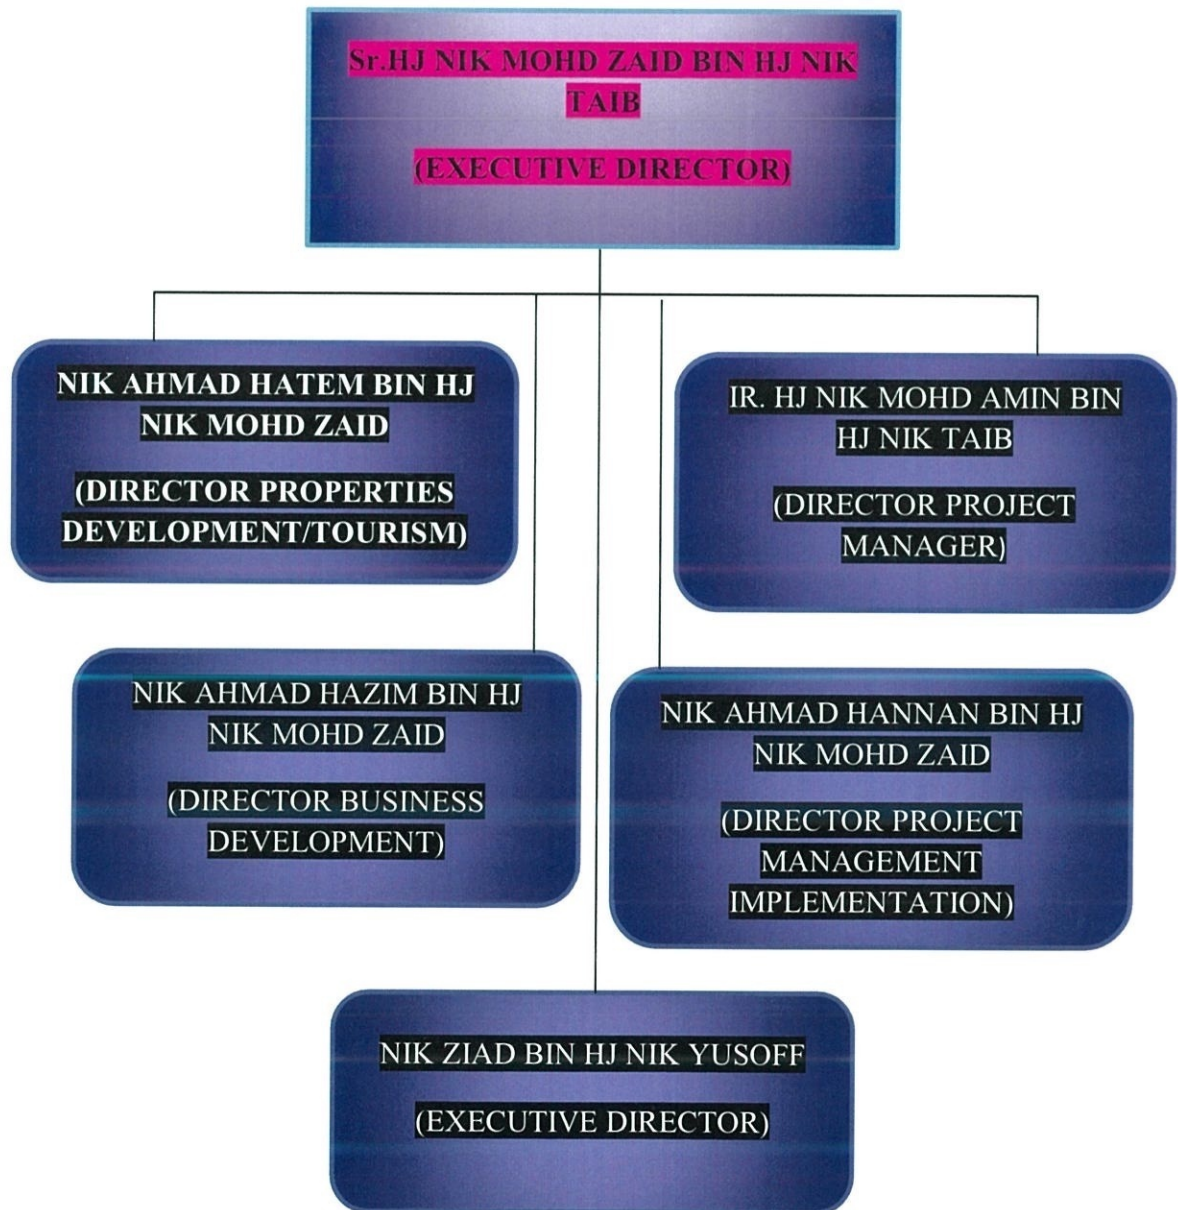 Sr.HJ NIK MOHD ZAID BIN HJ NIK
TAIB
(EXECUTIVE DIRECTOR)
NIK AHMAD HATEM BIN HJ
NIK MOHD ZAID
(DIRECTOR PROPERTIES
DEVELOPMENT/TOURISM)
IR. HJ NIK MOHD AMIN BIN
HJ NIK TAIB
(DIRECTOR PROJECT
MANAGER)
NIK AHMAD HAZIM BIN HJ
NIK MOHD ZAID
(DIRECTOR BUSINESS
DEVELOPMENT)
NIK AHMAD HANNAN BIN HJ
NIK MOHD ZAID
(DIRECTOR PROJECT
MANAGEMENT
IMPLEMENTATION)
NIK ZIAD BIN HJ NIK YUSOFF
(EXECUTIVE DIRECTOR)